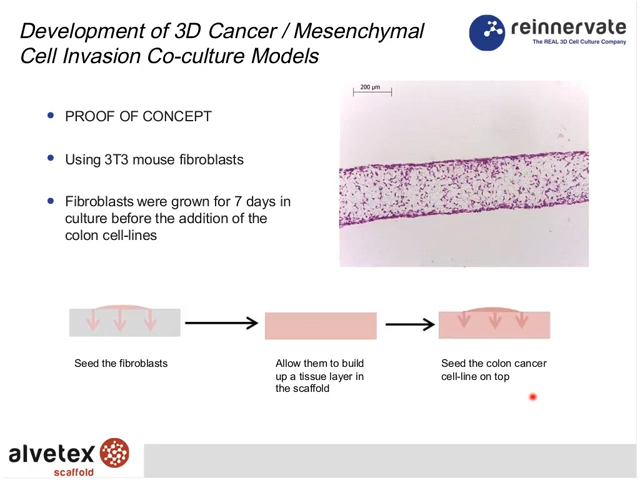 Development of 3D Cancer / Mesenchymal
Cell Invasion Co-culture Models
reinnervate
The REAL 3D Cell Culture Company
PROOF OF CONCEPT
Using 3T3 mouse fibroblasts
Fibroblasts were grown for 7 days in
culture before the addition of the
colon cell-lines
200 µm
Seed the fibroblasts
Allow them to build
up a tissue layer in
the scaffold
Seed the colon cancer
cell-line on top
alvetex
scaffold